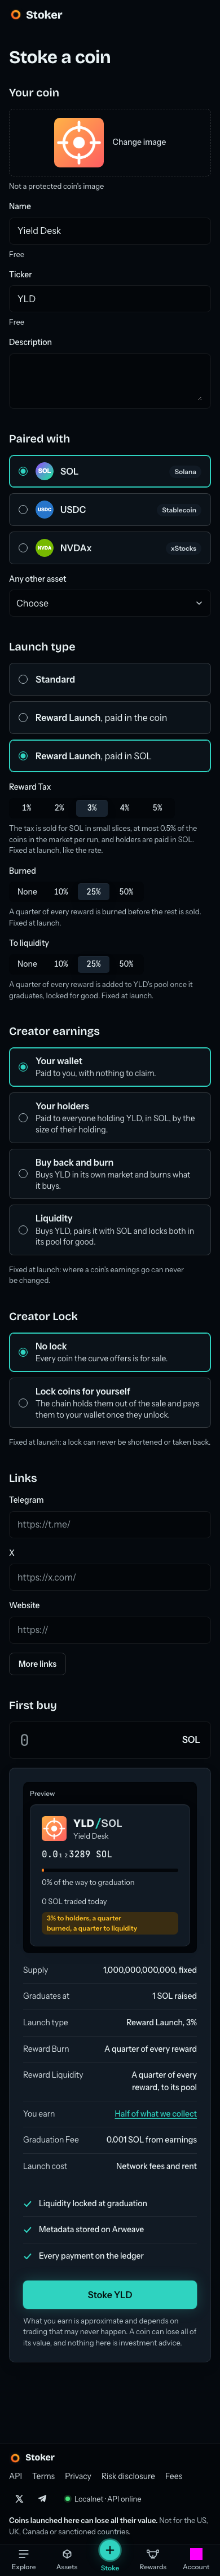 Stoker
Stoke a coin
Your coin
Change image
Not a protected coin's image
Name
Yield Desk
Free
Ticker
YLD
Free
Description
Paired with
SOL
SOL
Solana
USDC
USDC
Stablecoin
NVDA
NVDAx
xStocks
Any other asset
Choose
Launch type
Standard
Reward Launch, paid in the coin
Reward Launch, paid in SOL
Reward Tax
1%
2%
3%
4%
5%
The tax is sold for SOL in small slices, at most 0.5% of the
coins in the market per run, and holders are paid in SOL.
Fixed at launch, like the rate.
Burned
None
10%
25%
50%
A quarter of every reward is burned before the rest is sold.
Fixed at launch.
To liquidity
None
10%
25%
50%
A quarter of every reward is added to YLD's pool once it
graduates, locked for good. Fixed at launch.
Creator earnings
Your wallet
Paid to you, with nothing to claim.
Your holders
Paid to everyone holding YLD, in SOL, by the
size of their holding.
Buy back and burn
Buys YLD in its own market and burns what
it buys.
Liquidity
Buys YLD, pairs it with SOL and locks both in
its pool for good.
Fixed at launch: where a coin's earnings go can never
be changed.
Creator Lock
No lock
Every coin the curve offers is for sale.
Lock coins for yourself
The chain holds them out of the sale and pays
them to your wallet once they unlock.
Fixed at launch: a lock can never be shortened or taken back.
Links
Telegram
https://t.me/
X
https://x.com/
Website
https://
More links
First buy
0
SOL
Preview
YLD/SOL
Yield Desk
0.0₁₂3289 SOL
0% of the way to graduation
0 SOL traded today
3% to holders, a quarter
burned, a quarter to liquidity
Supply
1,000,000,000,000, fixed
Graduates at
1 SOL raised
Launch type
Reward Launch, 3%
Reward Burn
A quarter of every reward
Reward Liquidity
A quarter of every
reward, to its pool
You earn
Half of what we collect
Graduation Fee
0.001 SOL from earnings
Launch cost
Network fees and rent
Liquidity locked at graduation
Metadata stored on Arweave
Every payment on the ledger
Stoke YLD
What you earn is approximate and depends on
trading that may never happen. A coin can lose all of
its value, and nothing here is investment advice.
Stoker
API
Terms
Privacy
Risk disclosure
Fees
Localnet · API online
Coins launched here can lose all their value. Not for the US,
UK, Canada or sanctioned countries.
Explore
Assets
Stoke
Rewards
Account